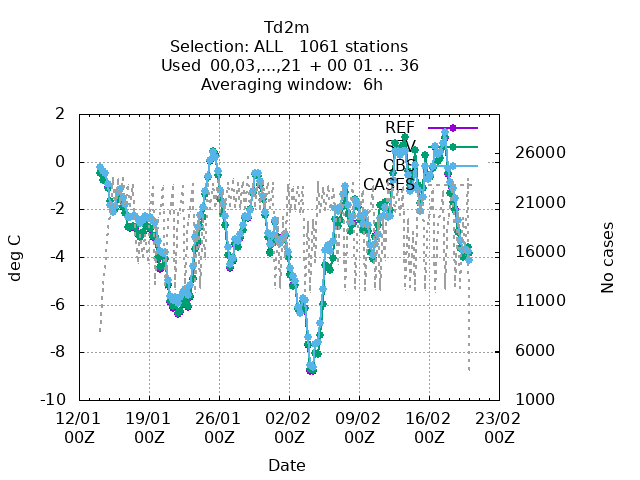 Td2m
Selection: ALL   1061 stations
Used  00,03,...,21  + 00 01 ... 36
Averaging window:  6h
REF
OBS
CASES
2
0
-2
-4
-6
-8
-10
26000
21000
16000
11000
6000
1000
deg C
No cases
12/01 19/01 26/01 02/02 09/02 16/02 23/02
00Z 00Z 00Z 00Z 00Z 00Z 00Z
Date